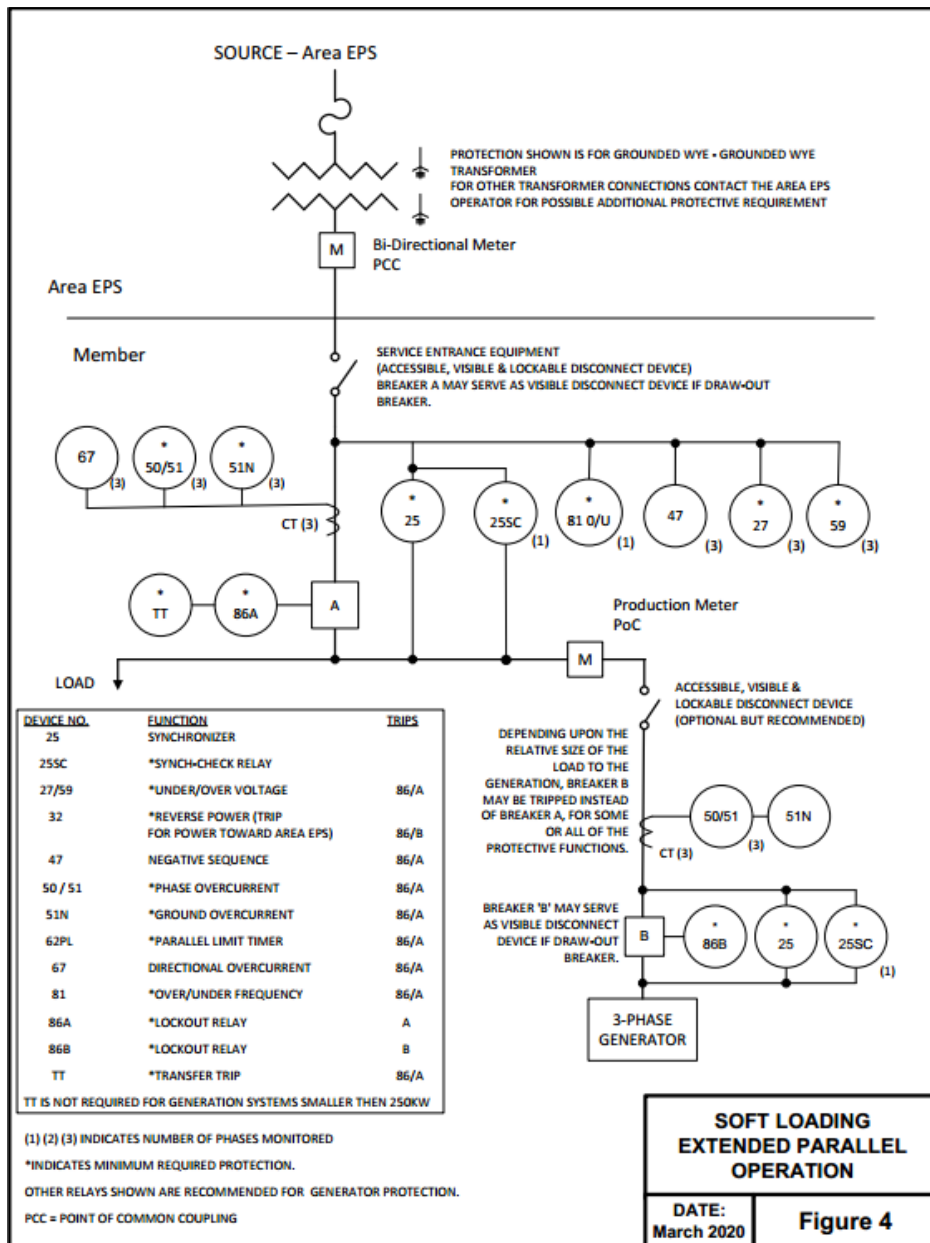 SOURCE – Area EPS
PROTECTION SHOWN IS FOR GROUNDED WYE - GROUNDED WYE
TRANSFORMER
FOR OTHER TRANSFORMER CONNECTIONS CONTACT THE AREA EPS
OPERATOR FOR POSSIBLE ADDITIONAL PROTECTIVE REQUIREMENT
M
Bi-Directional Meter
PCC
Area EPS
Member
SERVICE ENTRANCE EQUIPMENT
(ACCESSIBLE, VISIBLE & LOCKABLE DISCONNECT DEVICE)
BREAKER A MAY SERVE AS VISIBLE DISCONNECT DEVICE IF DRAW-OUT
BREAKER.
67
(3)
*
50/51
(3)
*
51N
(3)
CT (3)
*
25
*
25SC
(1)
*
81 0/U
(1)
47
(3)
*
27
(3)
*
59
(3)
*
TT
*
86A
A
Production Meter
PoC
M
LOAD
ACCESSIBLE, VISIBLE &
LOCKABLE DISCONNECT DEVICE
(OPTIONAL BUT RECOMMENDED)
DEPENDING UPON THE
RELATIVE SIZE OF THE
LOAD TO THE
GENERATION, BREAKER B
MAY BE TRIPPED INSTEAD
OF BREAKER A, FOR SOME
OR ALL OF THE
PROTECTIVE FUNCTIONS.
CT (3)
50/51
(3)
51N
BREAKER 'B' MAY SERVE
AS VISIBLE DISCONNECT
DEVICE IF DRAW-OUT
BREAKER.
B
*
86B
*
25
*
25SC
(1)
3-PHASE
GENERATOR
DEVICE NO. FUNCTION TRIPS
25 SYNCHRONIZER
25SC *SYNCH-CHECK RELAY
27/59 *UNDER/OVER VOLTAGE 86/A
32 *REVERSE POWER (TRIP
FOR POWER TOWARD AREA EPS) 86/B
47 NEGATIVE SEQUENCE 86/A
50 / 51 *PHASE OVERCURRENT 86/A
51N *GROUND OVERCURRENT 86/A
62PL *PARALLEL LIMIT TIMER 86/A
67 DIRECTIONAL OVERCURRENT 86/A
81 *OVER/UNDER FREQUENCY 86/A
86A *LOCKOUT RELAY A
86B *LOCKOUT RELAY B
TT *TRANSFER TRIP 86/A
TT IS NOT REQUIRED FOR GENERATION SYSTEMS SMALLER THEN 250KW
(1) (2) (3) INDICATES NUMBER OF PHASES MONITORED
*INDICATES MINIMUM REQUIRED PROTECTION.
OTHER RELAYS SHOWN ARE RECOMMENDED FOR GENERATOR PROTECTION.
PCC = POINT OF COMMON COUPLING
SOFT LOADING
EXTENDED PARALLEL
OPERATION
DATE:
March 2020
Figure 4